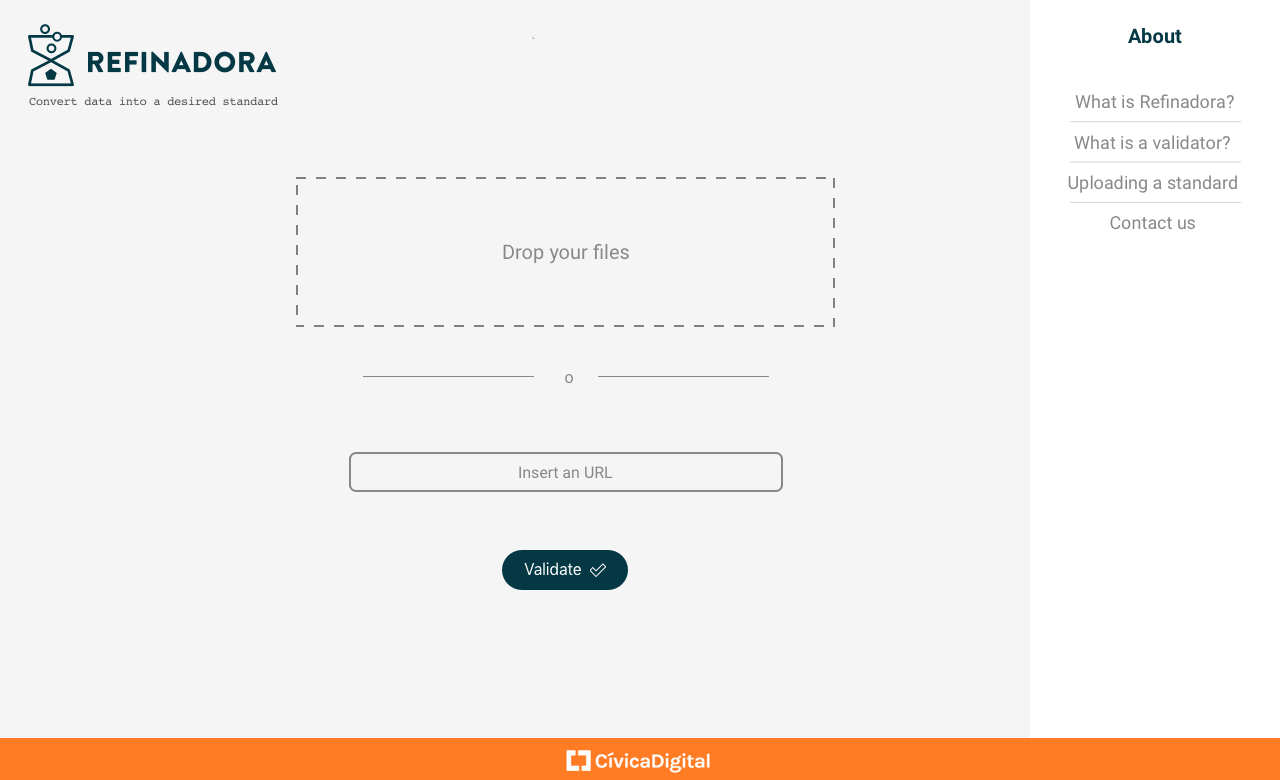 REFINADORA
Convert data into a desired standard
Drop your files
o
Insert an URL
Validate
About
What is Refinadora?
What is a validator?
Uploading a standard
Contact us
CívicaDigital